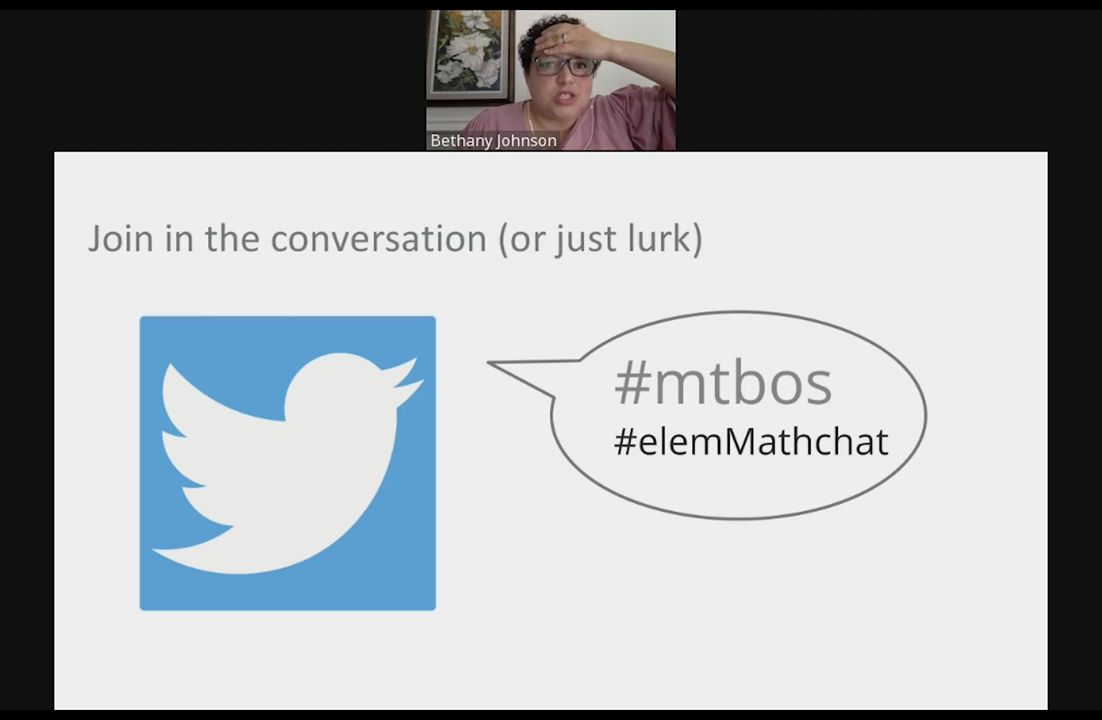 Bethany Johnson
Join in the conversation (or just lurk)
#mtbos
#elemMathchat